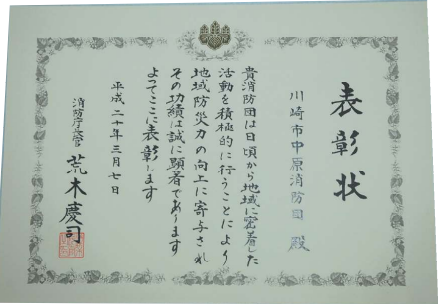 表彰状
川崎市中原消防団 殿
貴消防団は日頃から地域に密着した
活動を積極的に行うことにより
地域防災力の向上に寄与され
その功績は誠に顕著であります
よってここに表彰します
平成二十年三月七日
消防庁長官 荒木慶司